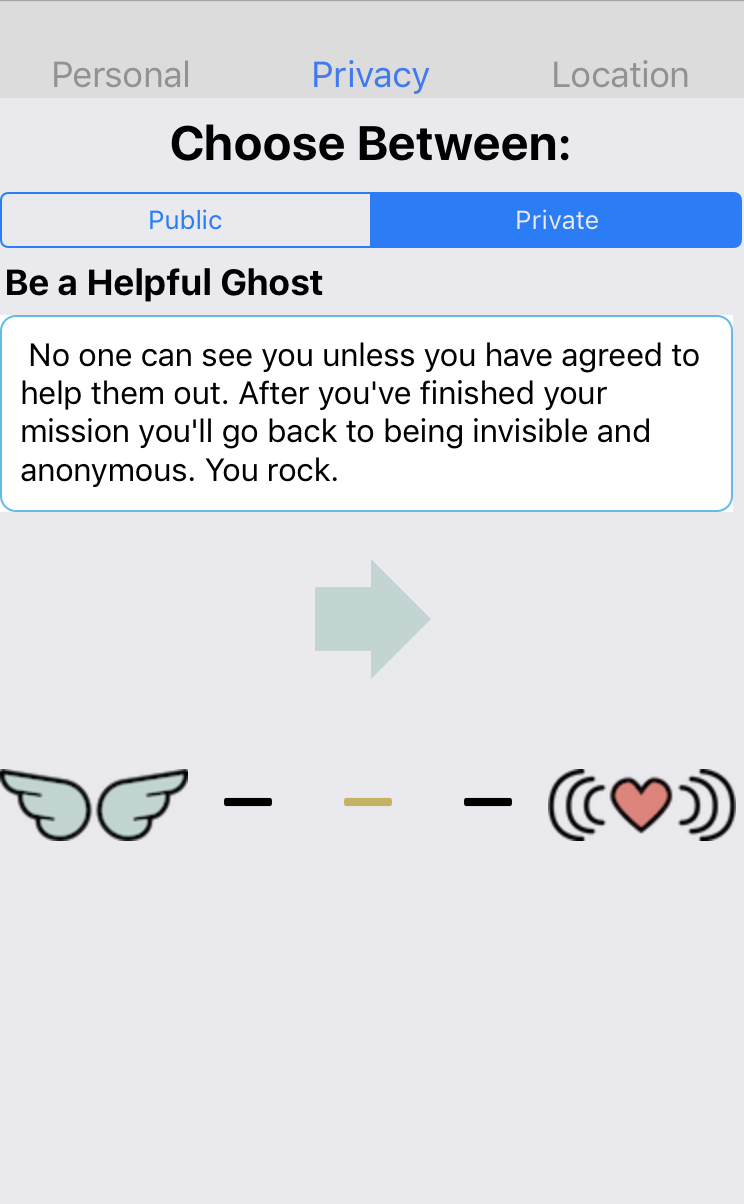 Personal Privacy Location
Choose Between:
Public Private
Be a Helpful Ghost
No one can see you unless you have agreed to
help them out. After you've finished your
mission you'll go back to being invisible and
anonymous. You rock.